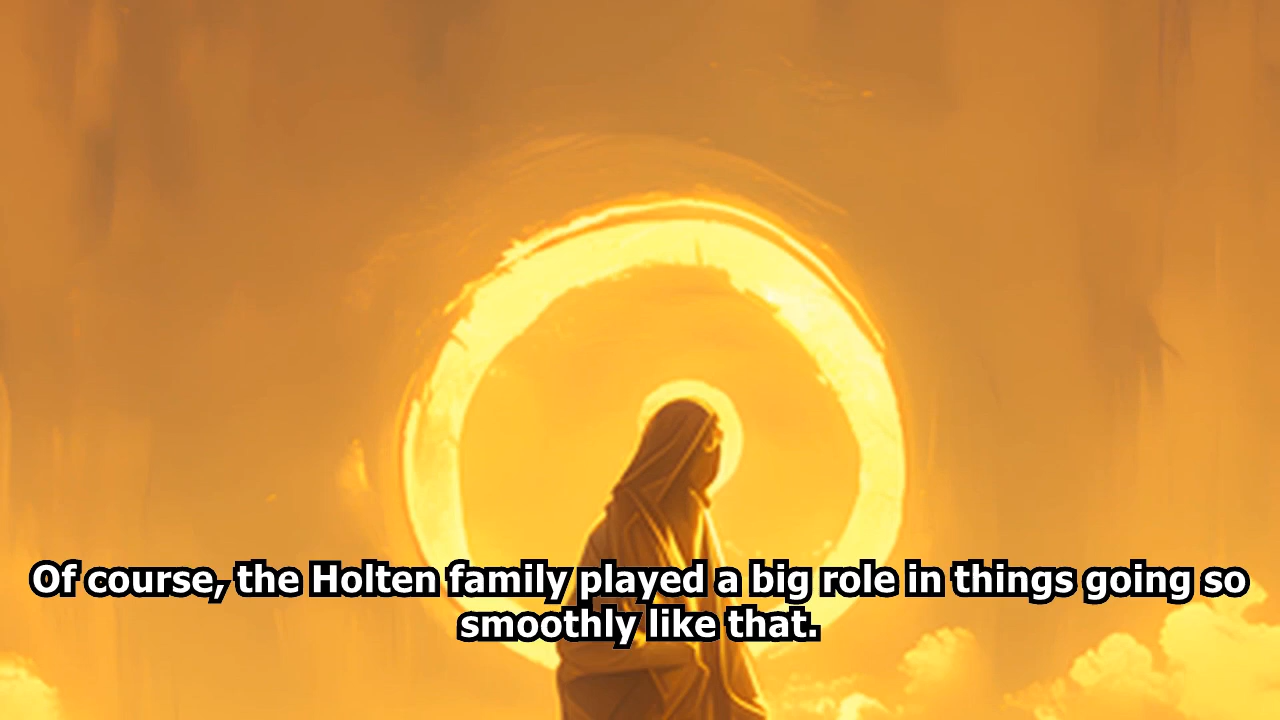 Of course, the Holten family played a big role in things going so
smoothly like that.